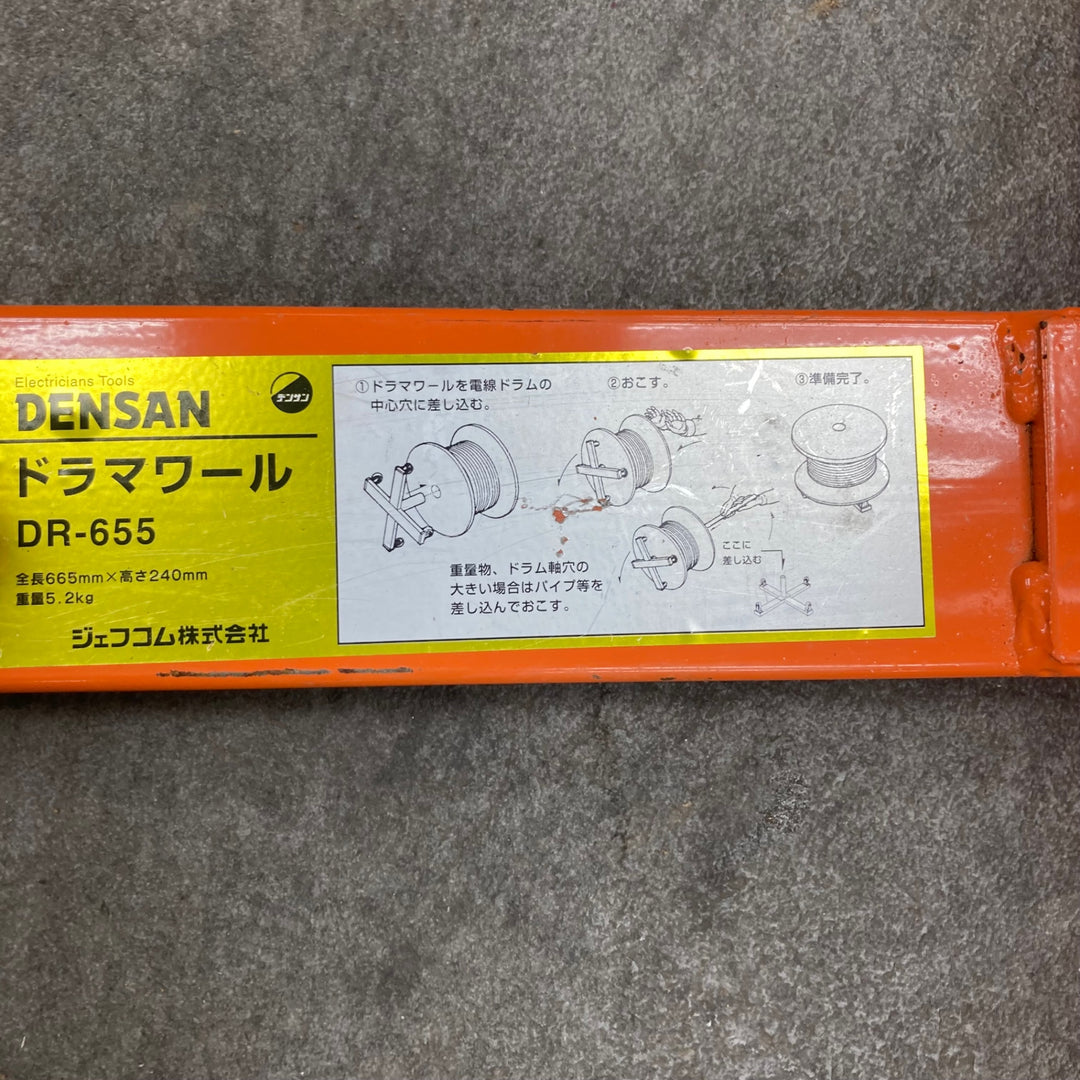 Electricians Tools
DENSAN
デンサン
ドラマワール
DR-655
全長665mm×高さ240mm
重量5.2kg
ジェフコム株式会社
①ドラマワールを電線ドラムの
中心穴に差し込む。
②おこす。
③準備完了。
重量物、ドラム軸穴の
大きい場合はパイプ等を
差し込んでおこす。
ここに
差し込む